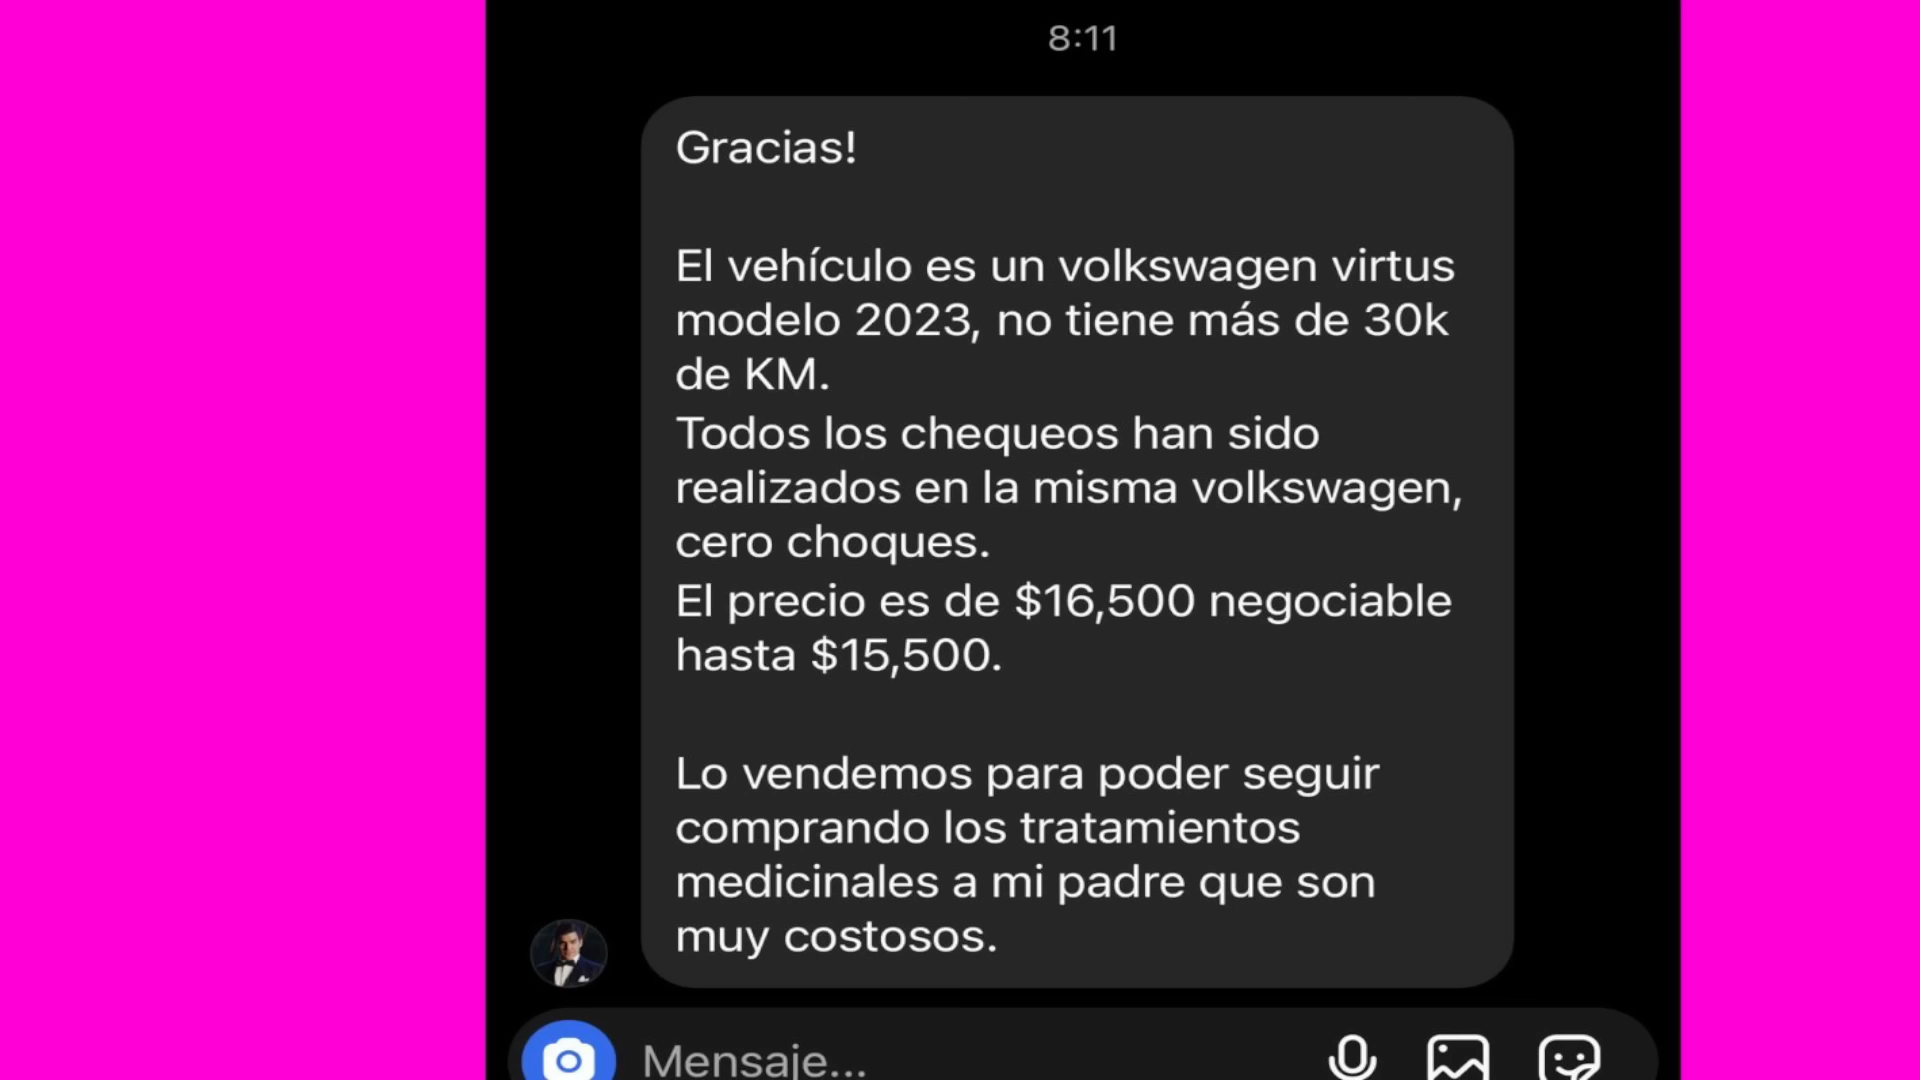 8:11
Gracias!
El vehículo es un volkswagen virtus
modelo 2023, no tiene más de 30k
de KM.
Todos los chequeos han sido
realizados en la misma volkswagen,
cero choques.
El precio es de $16,500 negociable
hasta $15,500.
Lo vendemos para poder seguir
comprando los tratamientos
medicinales a mi padre que son
muy costosos.
Mensaje...